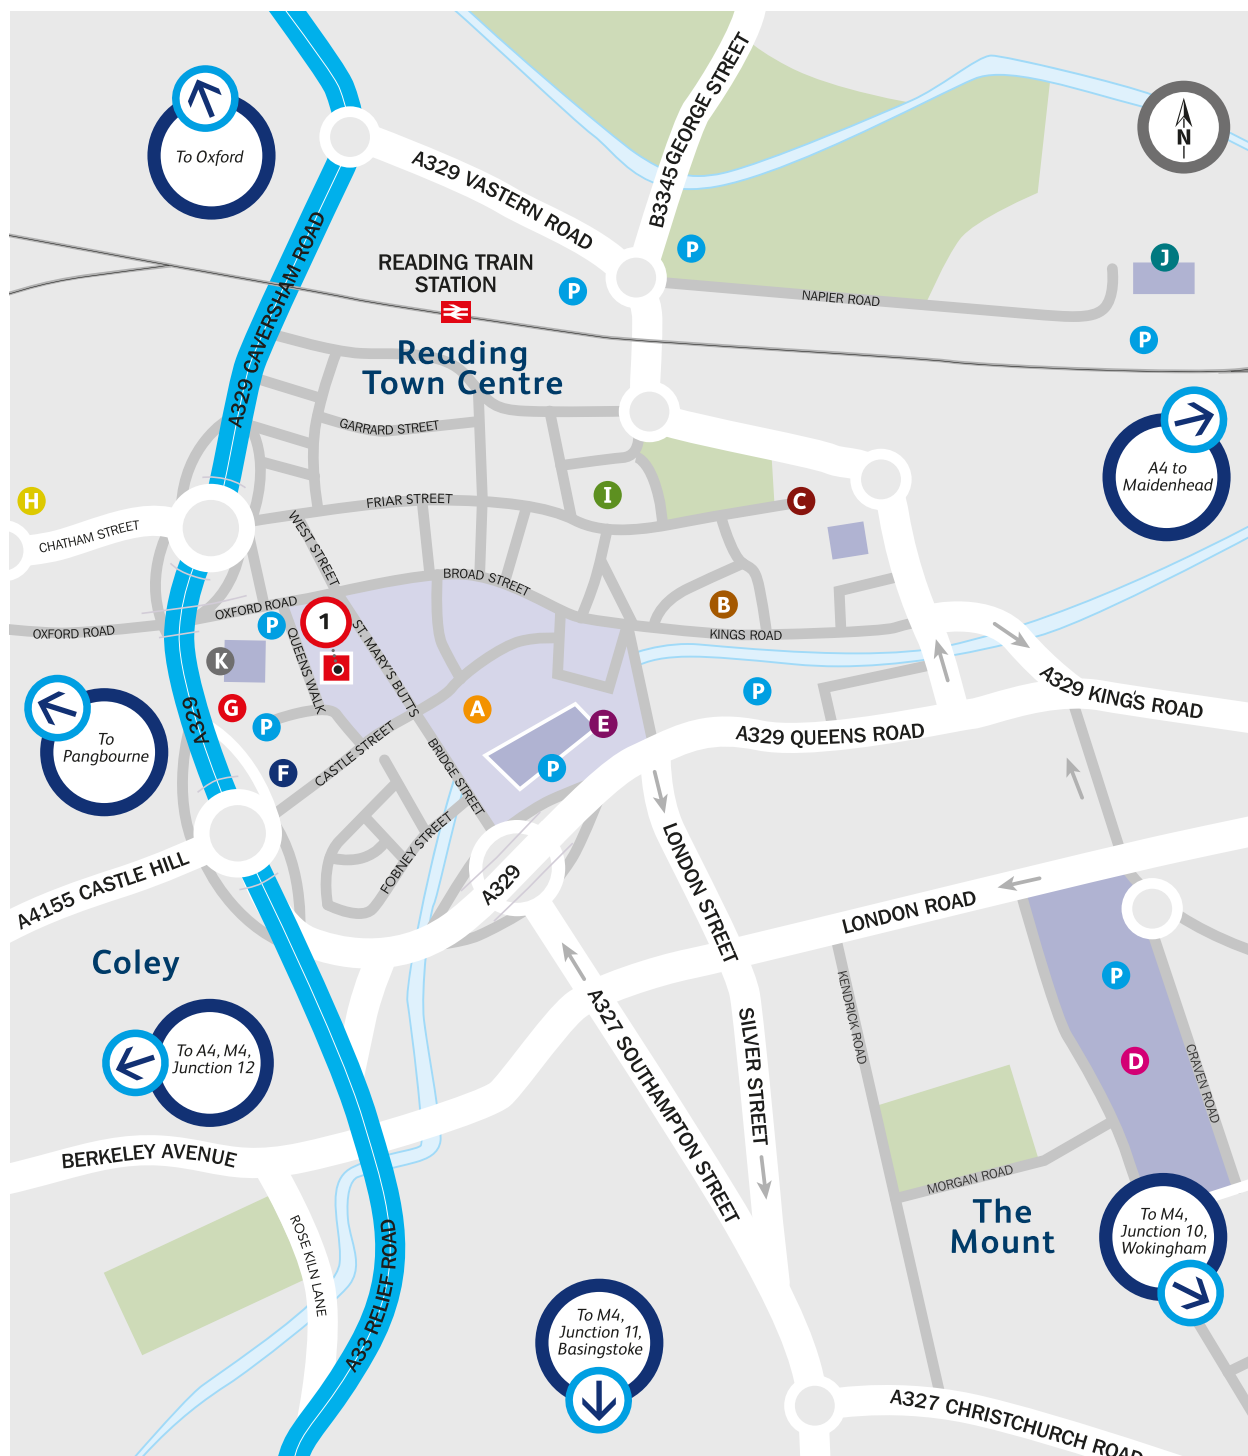 To Oxford
A329 VASTERN ROAD
B3345 GEORGE STREET
N
A329 CAVERSHAM ROAD
READING TRAIN
STATION
P
P
J
NAPIER ROAD
P
Reading
Town Centre
GARRARD STREET
A4 to
Maidenhead
H
FRIAR STREET
I
C
CHATHAM STREET
WEST STREET
BROAD STREET
OXFORD ROAD
OXFORD ROAD
P
1
B
KINGS ROAD
K
QUEENS WALK
ST. MARY'S BUTTS
A329 KING'S ROAD
To
Pangbourne
A329
G
P
A
E
P
P
A329 QUEENS ROAD
F
CASTLE STREET
BRIDGE STREET
FOBNEY STREET
A329
LONDON STREET
A4155 CASTLE HILL
LONDON ROAD
Coley
P
KENDRICK ROAD
A327 SOUTHAMPTON STREET
SILVER STREET
To A4, M4,
Junction 12
D
CRAVEN ROAD
BERKELEY AVENUE
MORGAN ROAD
The
Mount
To M4,
Junction 10,
Wokingham
ROSE KILN LANE
A33 RELIEF ROAD
To M4,
Junction 11,
Basingstoke
A327 CHRISTCHURCH ROAD